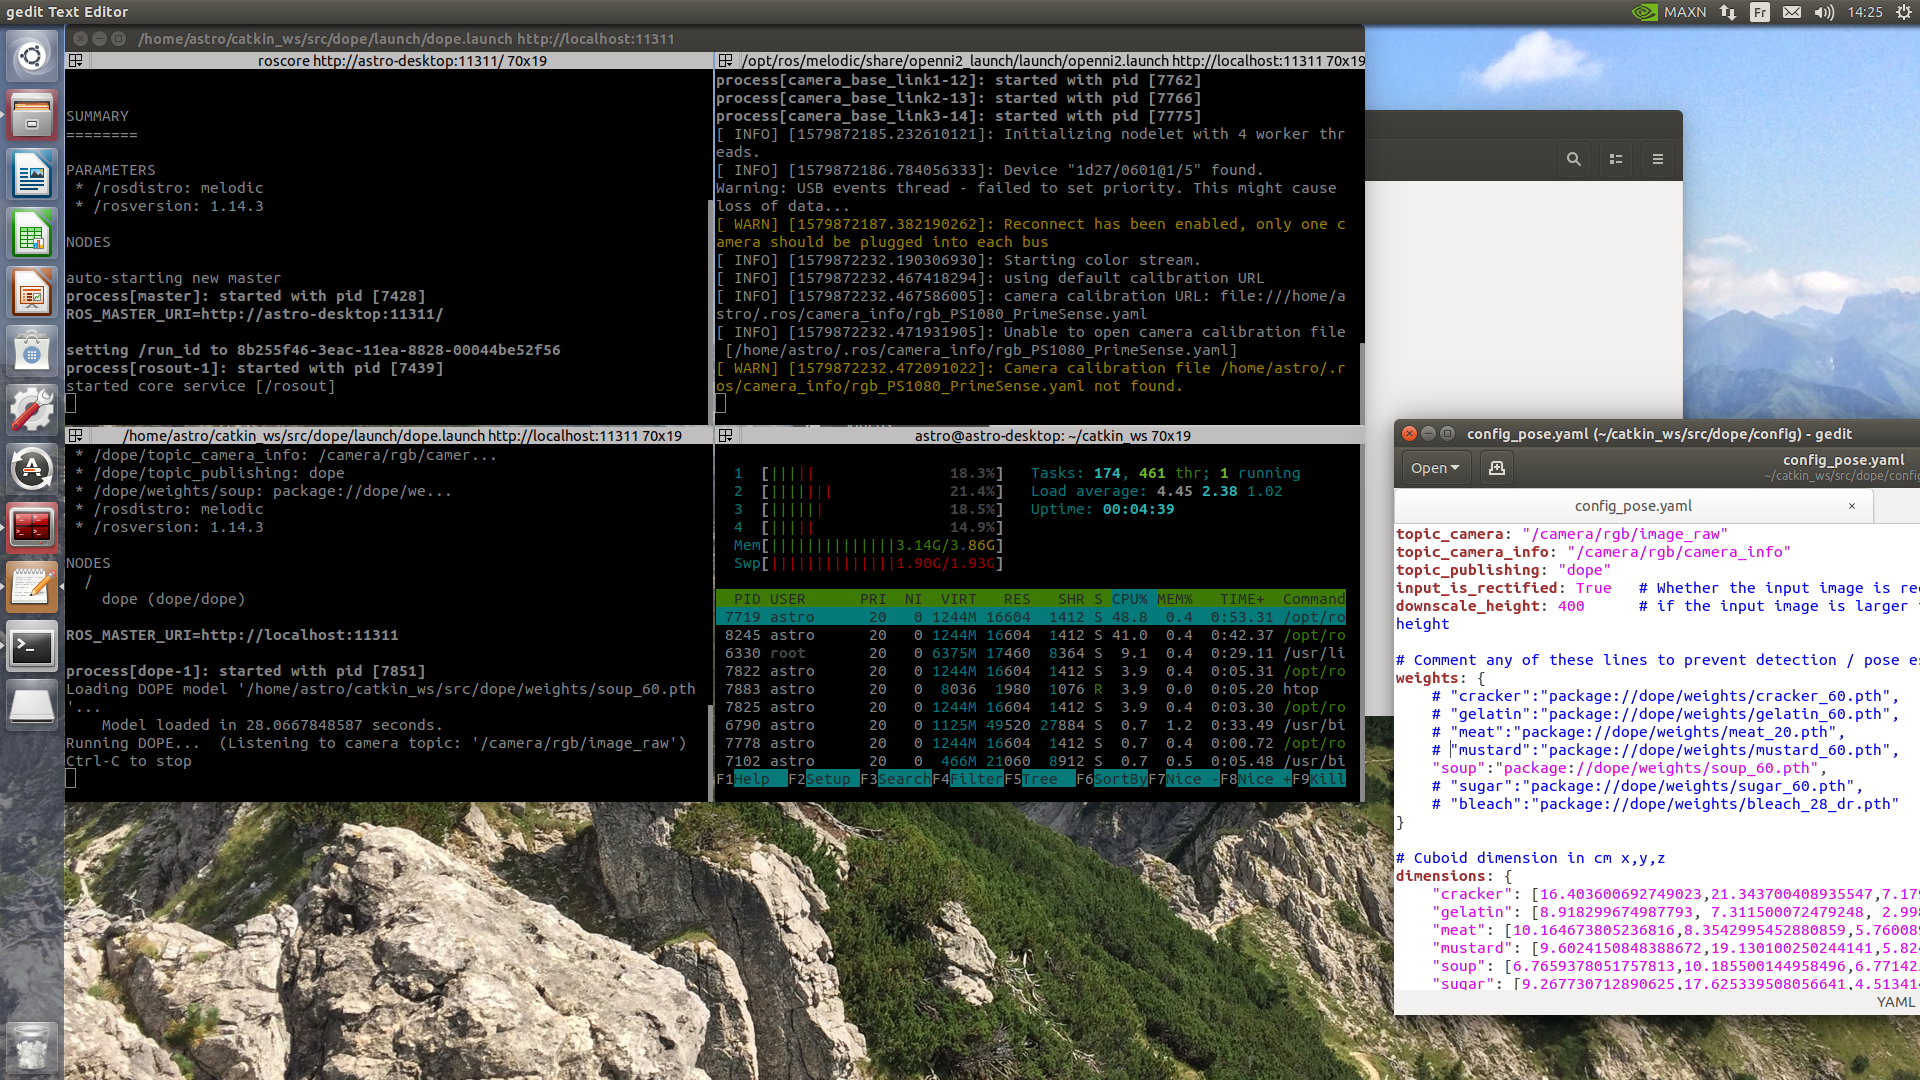 gedit Text Editor
MAXN
Fr
14:25
/home/astro/catkin_ws/src/dope/launch/dope.launch http://localhost:11311
roscore http://astro-desktop:11311/ 70x19
SUMMARY
========
PARAMETERS
* /rosdistro: melodic
* /rosversion: 1.14.3
NODES
auto-starting new master
process[master]: started with pid [7428]
ROS_MASTER_URI=http://astro-desktop:11311/
setting /run_id to 8b255f46-3eac-11ea-8828-00044be52f56
process[rosout-1]: started with pid [7439]
started core service [/rosout]
/opt/ros/melodic/share/openni2_launch/launch/openni2.launch http://localhost:11311 70x19
process[camera_base_link1-12]: started with pid [7762]
process[camera_base_link2-13]: started with pid [7766]
process[camera_base_link3-14]: started with pid [7775]
[ INFO] [1579872185.232610121]: Initializing nodelet with 4 worker thr
eads.
[ INFO] [1579872186.784056333]: Device "1d27/0601@1/5" found.
Warning: USB events thread - failed to set priority. This might cause
loss of data...
[ WARN] [1579872187.382190262]: Reconnect has been enabled, only one c
amera should be plugged into each bus
[ INFO] [1579872232.190306930]: Starting color stream.
[ INFO] [1579872232.467418294]: using default calibration URL
[ INFO] [1579872232.467586005]: camera calibration URL: file:///home/a
stro/.ros/camera_info/rgb_PS1080_PrimeSense.yaml
[ INFO] [1579872232.471931905]: Unable to open camera calibration file
[/home/astro/.ros/camera_info/rgb_PS1080_PrimeSense.yaml]
[ WARN] [1579872232.472091022]: Camera calibration file /home/astro/.r
os/camera_info/rgb_PS1080_PrimeSense.yaml not found.
/home/astro/catkin_ws/src/dope/launch/dope.launch http://localhost:11311 70x19
* /dope/topic_camera_info: /camera/rgb/camer...
* /dope/topic_publishing: dope
* /dope/weights/soup: package://dope/we...
* /rosdistro: melodic
* /rosversion: 1.14.3
NODES
/
dope (dope/dope)
ROS_MASTER_URI=http://localhost:11311
process[dope-1]: started with pid [7851]
Loading DOPE model '/home/astro/catkin_ws/src/dope/weights/soup_60.pth
'...
Model loaded in 28.0667848587 seconds.
Running DOPE...  (Listening to camera topic: '/camera/rgb/image_raw')
Ctrl-C to stop
astro@astro-desktop: ~/catkin_ws 70x19
1 [||||| 18.3%] Tasks: 174, 461 thr; 1 running
2 [||||||| 21.4%] Load average: 4.45 2.38 1.02
3 [|||||| 18.5%] Uptime: 00:04:39
4 [||||| 14.9%]
Mem[||||||||||||||3.14G/3.86G]
Swp[||||||||||||||1.90G/1.93G]
PID USER PRI NI VIRT RES SHR S CPU% MEM% TIME+ Command
7719 astro 20 0 1244M 16604 1412 S 48.8 0.4 0:53.31 /opt/ro
8245 astro 20 0 1244M 16604 1412 S 41.0 0.4 0:42.37 /opt/ro
6330 root 20 0 6375M 17460 8364 S 9.1 0.4 0:29.11 /usr/li
7822 astro 20 0 1244M 16604 1412 S 3.9 0.4 0:05.31 /opt/ro
7883 astro 20 0 8036 1980 1076 R 3.9 0.0 0:05.20 htop
7825 astro 20 0 1244M 16604 1412 S 3.9 0.4 0:03.30 /opt/ro
6790 astro 20 0 1125M 49520 27884 S 0.7 1.2 0:33.49 /usr/bi
7778 astro 20 0 1244M 16604 1412 S 0.7 0.4 0:00.72 /opt/ro
7102 astro 20 0 466M 21060 8912 S 0.7 0.5 0:05.48 /usr/bi
F1Help F2Setup F3SearchF4FilterF5Tree F6SortByF7Nice -F8Nice +F9Kill
config_pose.yaml (~/catkin_ws/src/dope/config) - gedit
Open
config_pose.yaml
~/catkin_ws/src/dope/config
config_pose.yaml ×
topic_camera: "/camera/rgb/image_raw"
topic_camera_info: "/camera/rgb/camera_info"
topic_publishing: "dope"
input_is_rectified: True # Whether the input image is rec
downscale_height: 400 # if the input image is larger
height
# Comment any of these lines to prevent detection / pose es
weights: {
# "cracker":"package://dope/weights/cracker_60.pth",
# "gelatin":"package://dope/weights/gelatin_60.pth",
# "meat":"package://dope/weights/meat_20.pth",
# "mustard":"package://dope/weights/mustard_60.pth",
"soup":"package://dope/weights/soup_60.pth",
# "sugar":"package://dope/weights/sugar_60.pth",
# "bleach":"package://dope/weights/bleach_28_dr.pth"
}
# Cuboid dimension in cm x,y,z
dimensions: {
"cracker": [16.403600692749023,21.343700408935547,7.179
"gelatin": [8.918299674987793, 7.311500072479248, 2.998
"meat": [10.164673805236816,8.3542995452880859,5.760089
"mustard": [9.6024150848388672,19.130100250244141,5.824
"soup": [6.7659378051757813,10.185500144958496,6.771425
"sugar": [9.267730712890625,17.625339508056641,4.513414
YAML